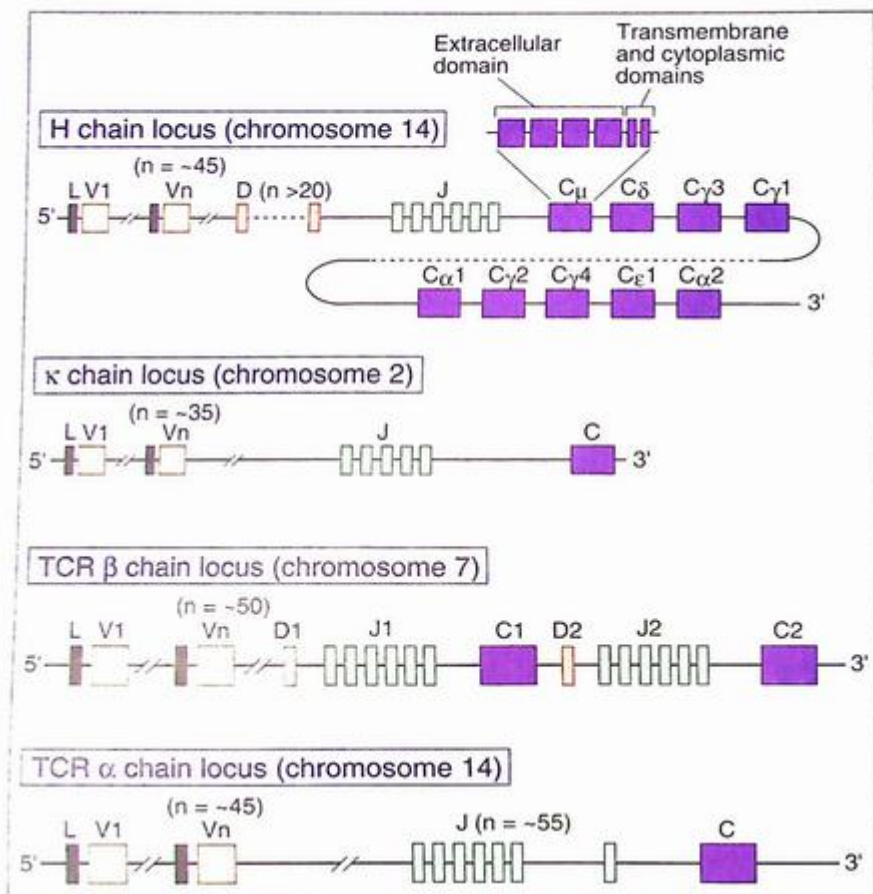 Extracellular domain
Transmembrane and cytoplasmic domains
H chain locus (chromosome 14)
(n = ~45)
L V1 Vn D (n >20) J Cμ Cδ Cγ3 Cγ1
5'
Cα1 Cγ2 Cγ4 Cε1 Cα2
3'
κ chain locus (chromosome 2)
(n = ~35)
L V1 Vn J C
5' 3'
TCR β chain locus (chromosome 7)
(n = ~50)
L V1 Vn D1 J1 C1 D2 J2 C2
5' 3'
TCR α chain locus (chromosome 14)
(n = ~45)
L V1 Vn J (n = ~55) C
5' 3'